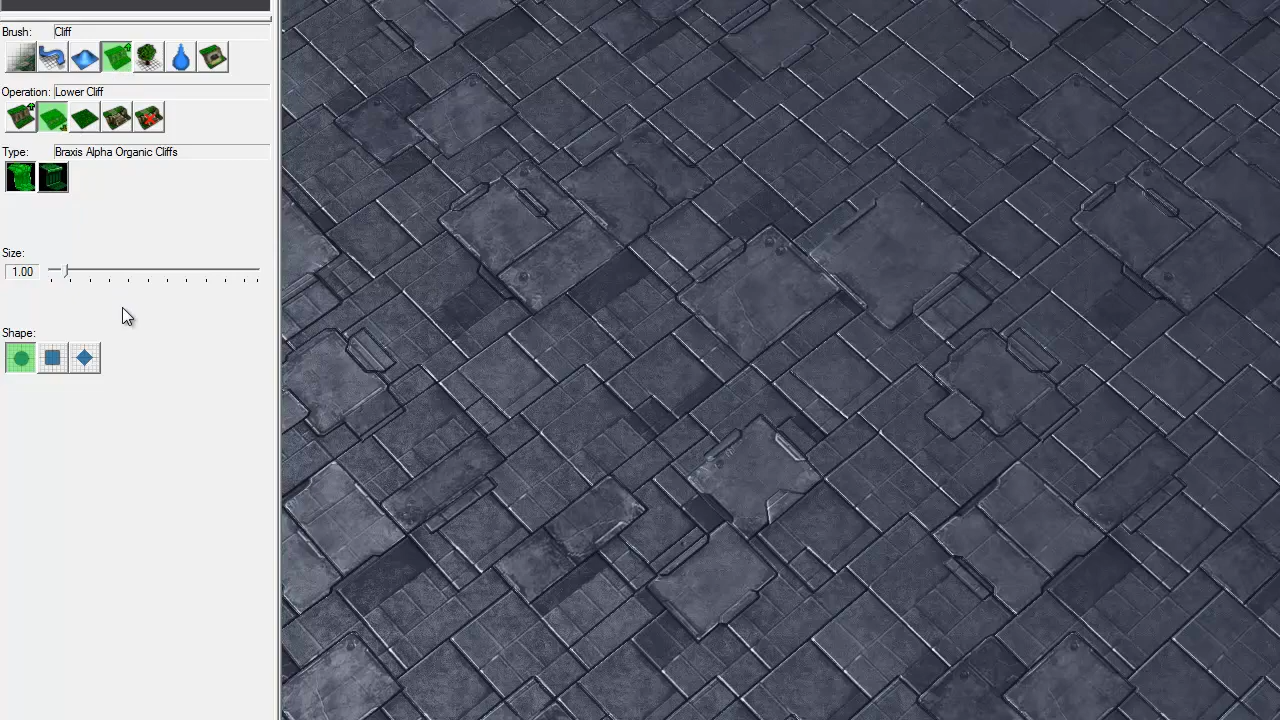 Brush: Cliff
Operation: Lower Cliff
Type: Braxis Alpha Organic Cliffs
Size:
1.00
Shape: